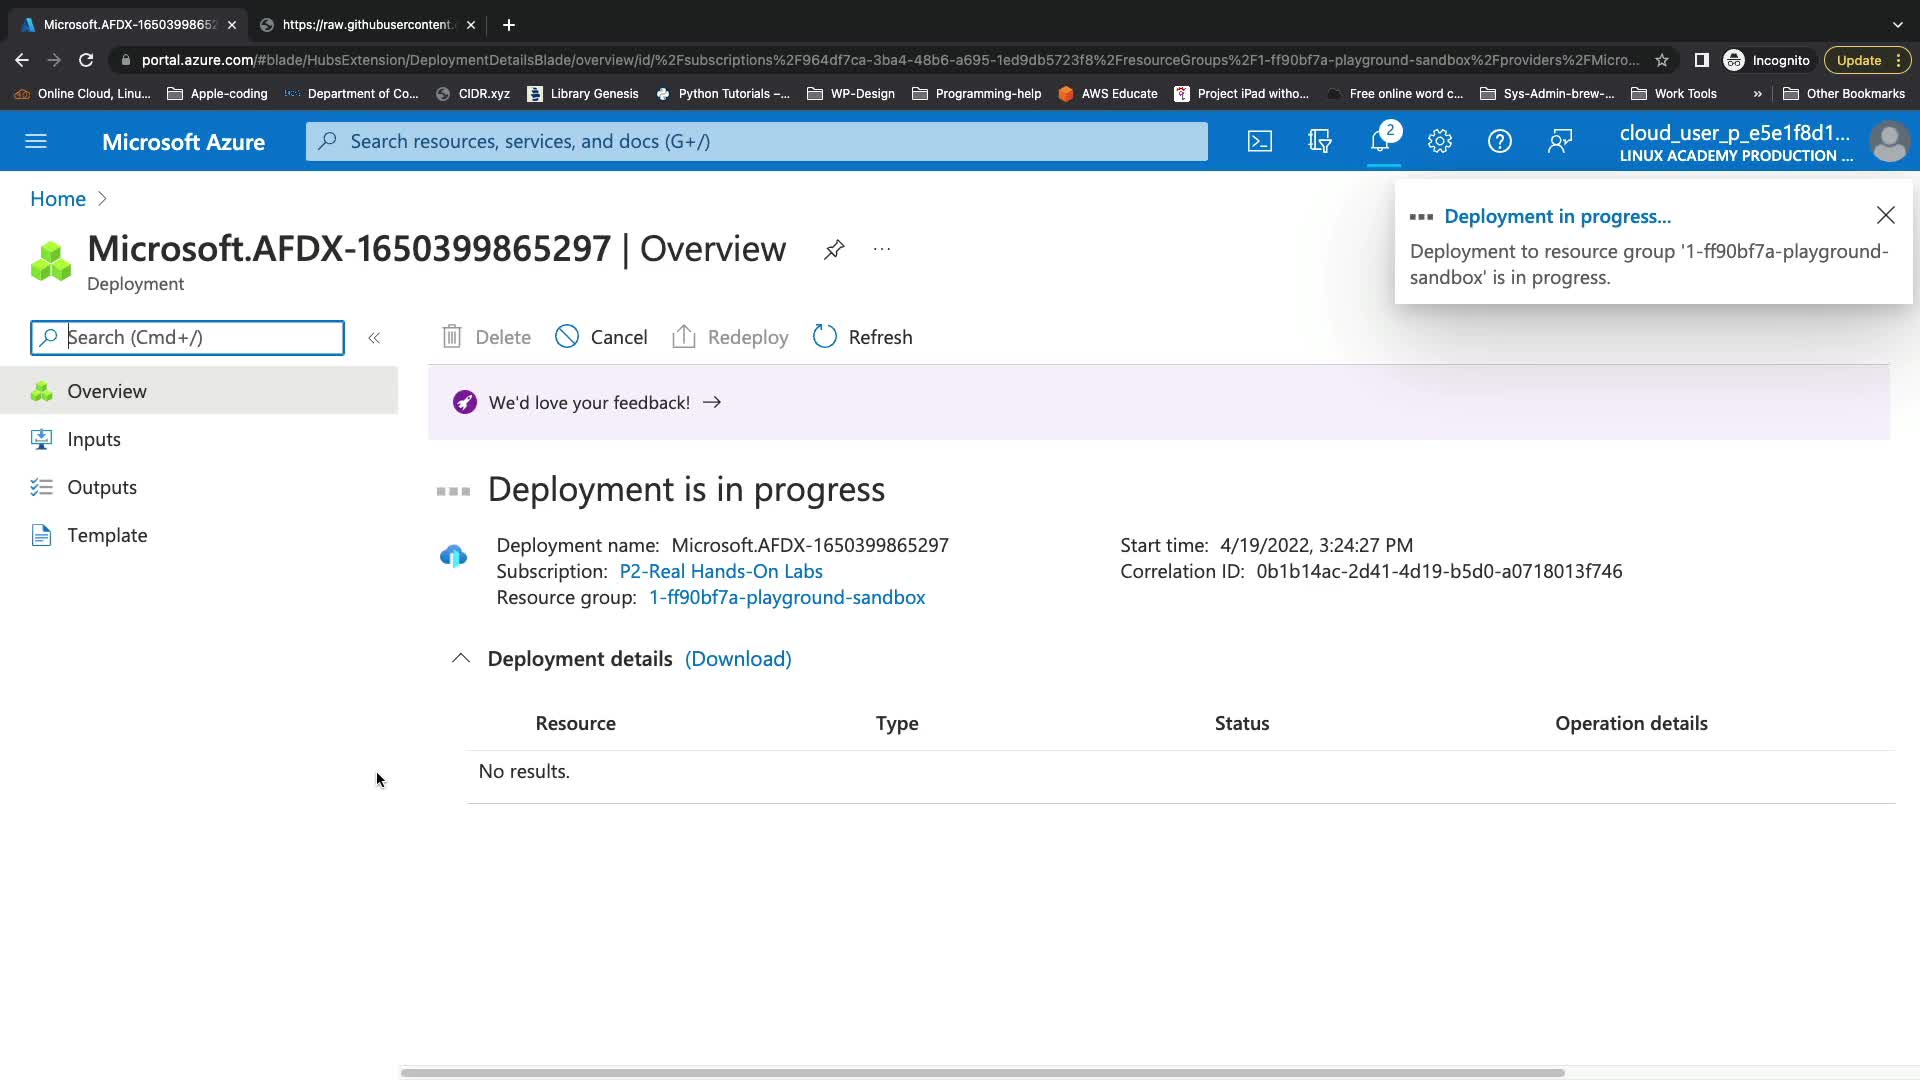 Microsoft.AFDX-1650399865297
https://raw.githubusercontent.
portal.azure.com/#blade/HubsExtension/DeploymentDetailsBlade/overview/id/%2Fsubscriptions%2F964df7ca-3ba4-48b6-a695-1ed9db5723f8%2FresourceGroups%2F1-ff90bf7a-playground-sandbox%2Fproviders%2FMicro...
Incognito
Update
Online Cloud, Linu...
Apple-coding
Department of Co...
CIDR.xyz
Library Genesis
Python Tutorials –...
WP-Design
Programming-help
AWS Educate
Project iPad witho...
Free online word c...
Sys-Admin-brew-...
Work Tools
»
Other Bookmarks
Microsoft Azure
Search resources, services, and docs (G+/)
2
cloud_user_p_e5e1f8d1...
LINUX ACADEMY PRODUCTION ...
Home >
Microsoft.AFDX-1650399865297 | Overview
...
Deployment
Deployment in progress...
Deployment to resource group '1-ff90bf7a-playground-
sandbox' is in progress.
Search (Cmd+/)
«
Delete
Cancel
Redeploy
Refresh
Overview
Inputs
Outputs
Template
We'd love your feedback! →
Deployment is in progress
Deployment name: Microsoft.AFDX-1650399865297
Subscription: P2-Real Hands-On Labs
Resource group: 1-ff90bf7a-playground-sandbox
Start time: 4/19/2022, 3:24:27 PM
Correlation ID: 0b1b14ac-2d41-4d19-b5d0-a0718013f746
Deployment details (Download)
Resource
Type
Status
Operation details
No results.